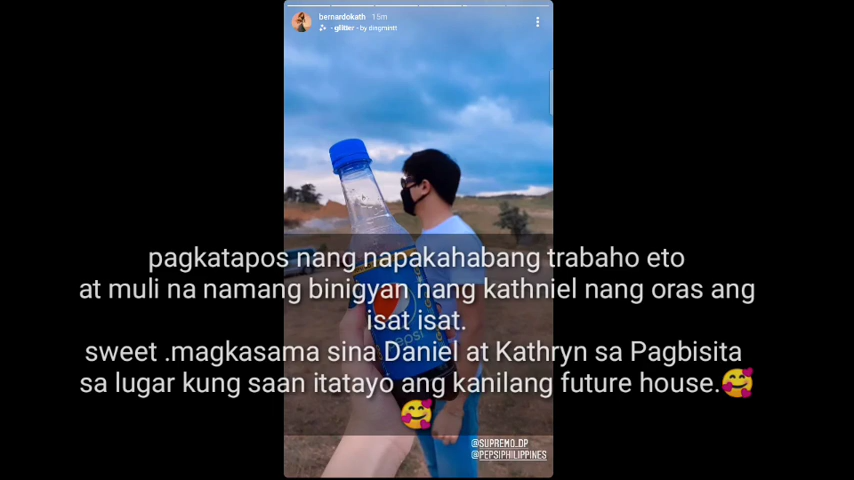 bernardokath 15m
- glitter - by dingmintt
pagkatapos nang napakahabang trabaho eto
at muli na namang binigyan nang kathniel nang oras ang
isat isat.
sweet .magkasama sina Daniel at Kathryn sa Pagbisita
sa lugar kung saan itatayo ang kanilang future house.🥰
🥰
pepsi
@SUPREMO_DP
@PEPSIPHILIPPINES